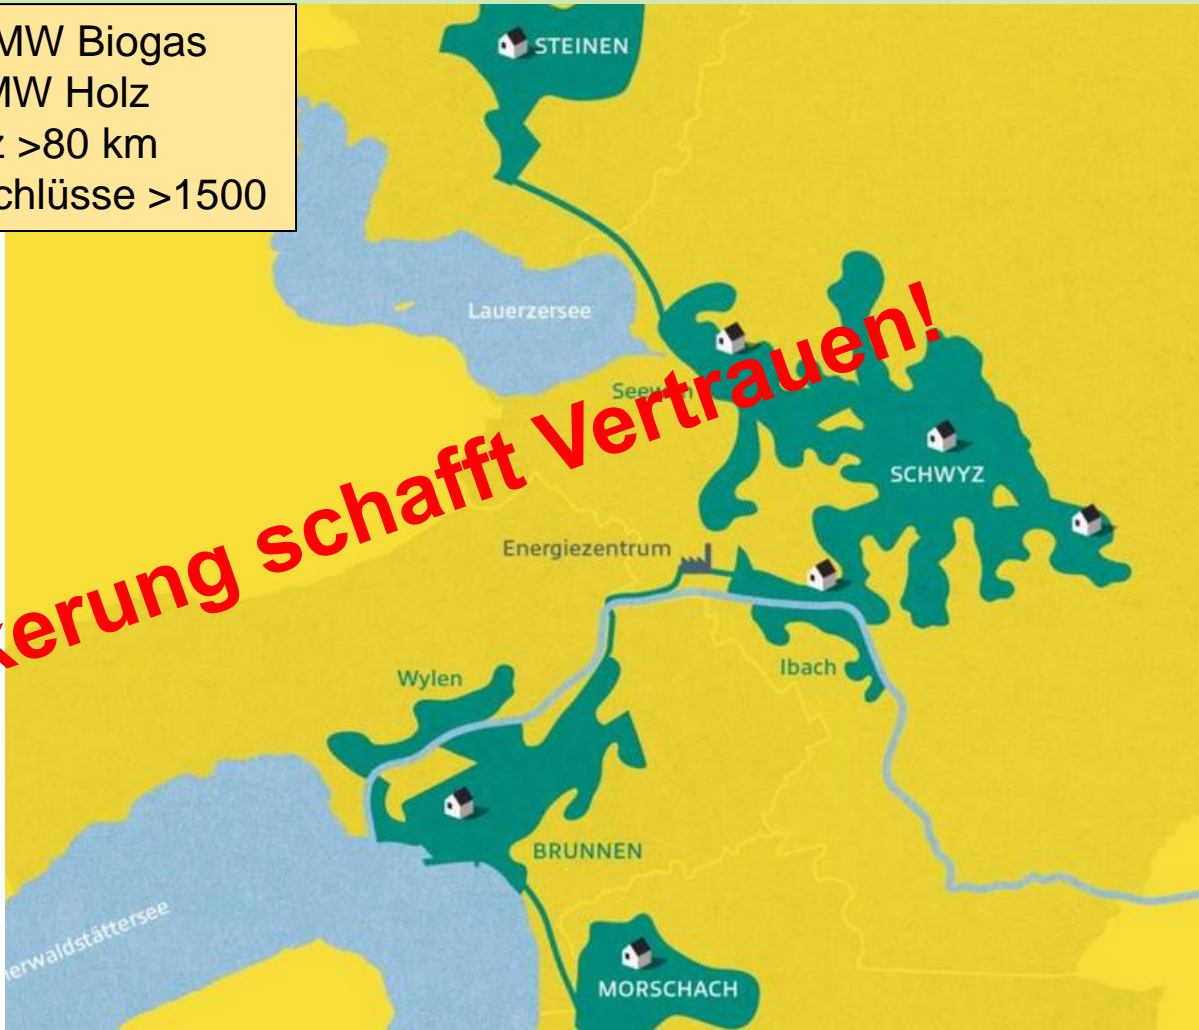 MW Biogas
MW Holz
z >80 km
chlüsse >1500
STEINEN
Lauerzersee
Seewen
SCHWYZ
kerung schafft Vertrauen!
Energiezentrum
Ibach
Wylen
BRUNNEN
ierwaldstättersee
MORSCHACH